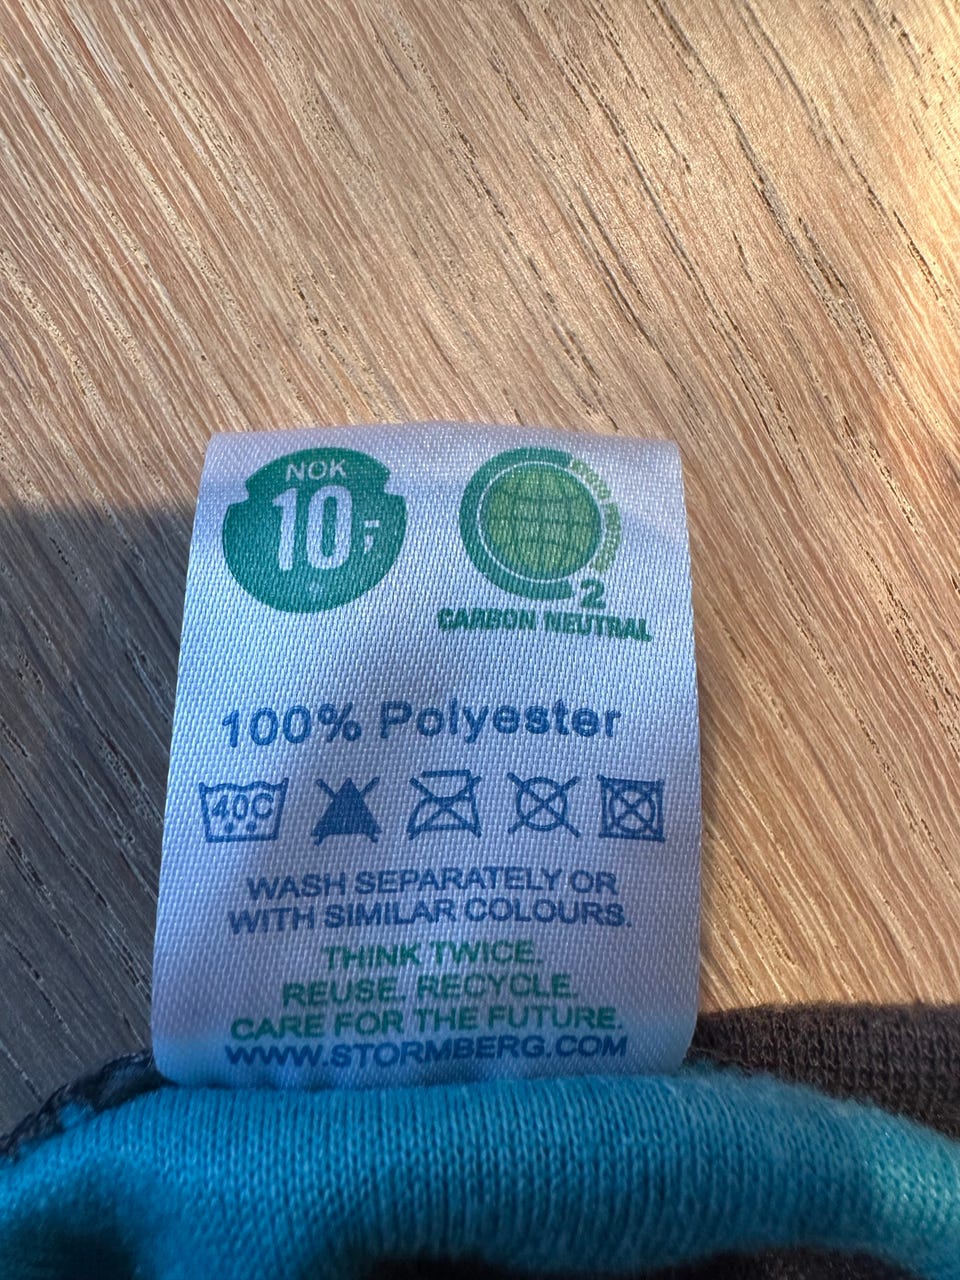 NOK
10,-
2
CARBON NEUTRAL
100% Polyester
40C
WASH SEPARATELY OR
WITH SIMILAR COLOURS.
THINK TWICE.
REUSE. RECYCLE.
CARE FOR THE FUTURE.
WWW.STORMBERG.COM